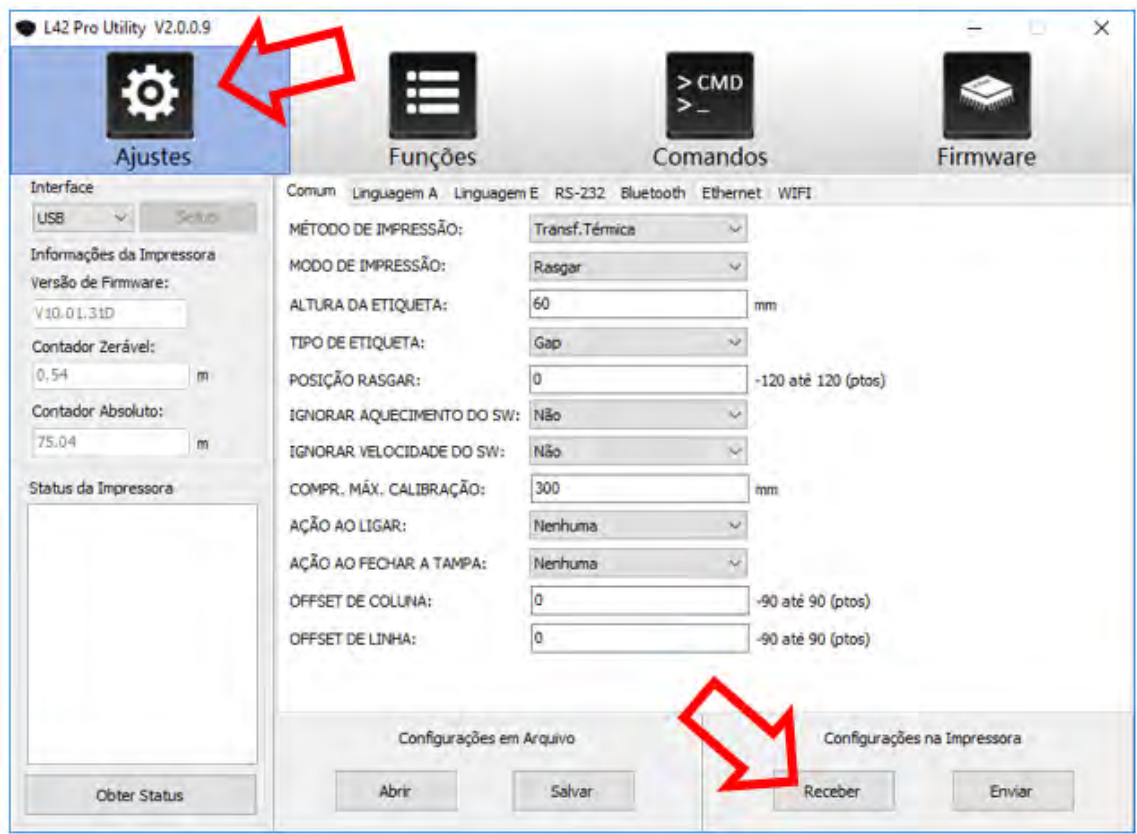 L42 Pro Utility V2.0.0.9
Ajustes
Funções
> CMD
>_
Comandos
Firmware
Interface
USB
Setup
Informações da Impressora
Versão de Firmware:
V10.01.31D
Contador Zerável:
0.54 m
Contador Absoluto:
75.04 m
Status da Impressora
Obter Status
Comum Linguagem A Linguagem E RS-232 Bluetooth Ethernet WIFI
MÉTODO DE IMPRESSÃO: Transf.Térmica
MODO DE IMPRESSÃO: Rasgar
ALTURA DA ETIQUETA: 60 mm
TIPO DE ETIQUETA: Gap
POSIÇÃO RASGAR: 0 -120 até 120 (ptos)
IGNORAR AQUECIMENTO DO SW: Não
IGNORAR VELOCIDADE DO SW: Não
COMPR. MÁX. CALIBRAÇÃO: 300 mm
AÇÃO AO LIGAR: Nenhuma
AÇÃO AO FECHAR A TAMPA: Nenhuma
OFFSET DE COLUNA: 0 -90 até 90 (ptos)
OFFSET DE LINHA: 0 -90 até 90 (ptos)
Configurações em Arquivo
Abrir Salvar
Configurações na Impressora
Receber Enviar